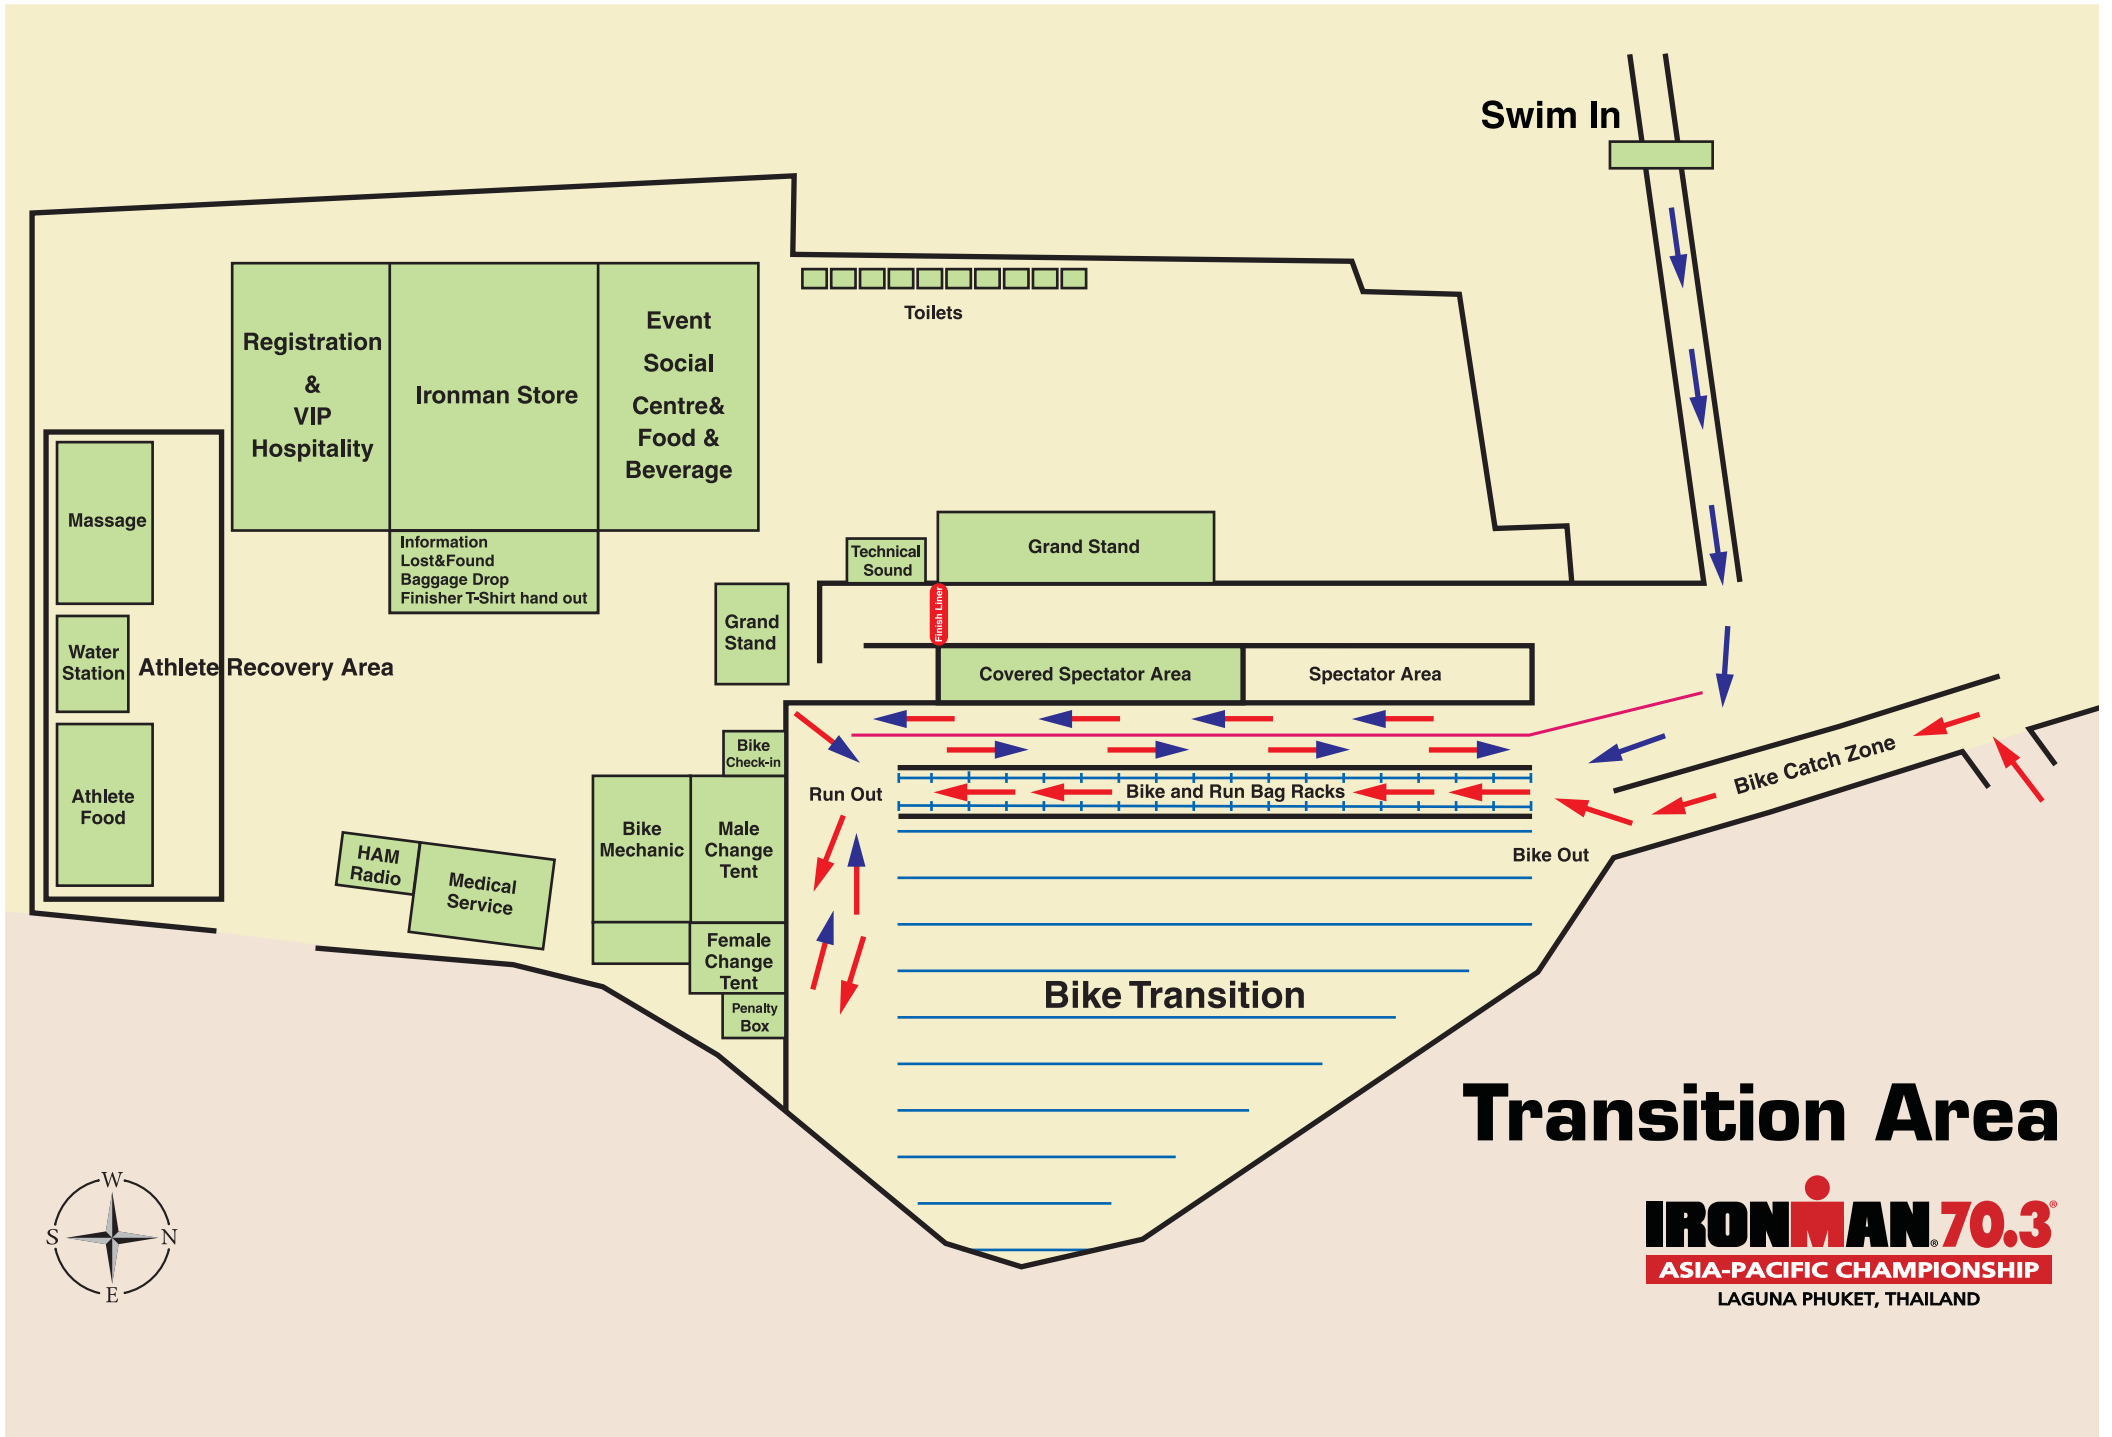 Swim In
Toilets
Registration
&
VIP
Hospitality
Ironman Store
Event
Social
Centre&
Food &
Beverage
Information
Lost&Found
Baggage Drop
Finisher T-Shirt hand out
Massage
Water
Station
Athlete Recovery Area
Athlete
Food
Technical
Sound
Grand Stand
Grand
Stand
Finish Liner
Covered Spectator Area
Spectator Area
Bike
Check-in
Run Out
Bike and Run Bag Racks
Bike Catch Zone
Bike Out
Bike
Mechanic
Male
Change
Tent
HAM
Radio
Medical
Service
Female
Change
Tent
Penalty
Box
Bike Transition
Transition Area
W
S
N
E
IRONMAN® 70.3®
ASIA-PACIFIC CHAMPIONSHIP
LAGUNA PHUKET, THAILAND